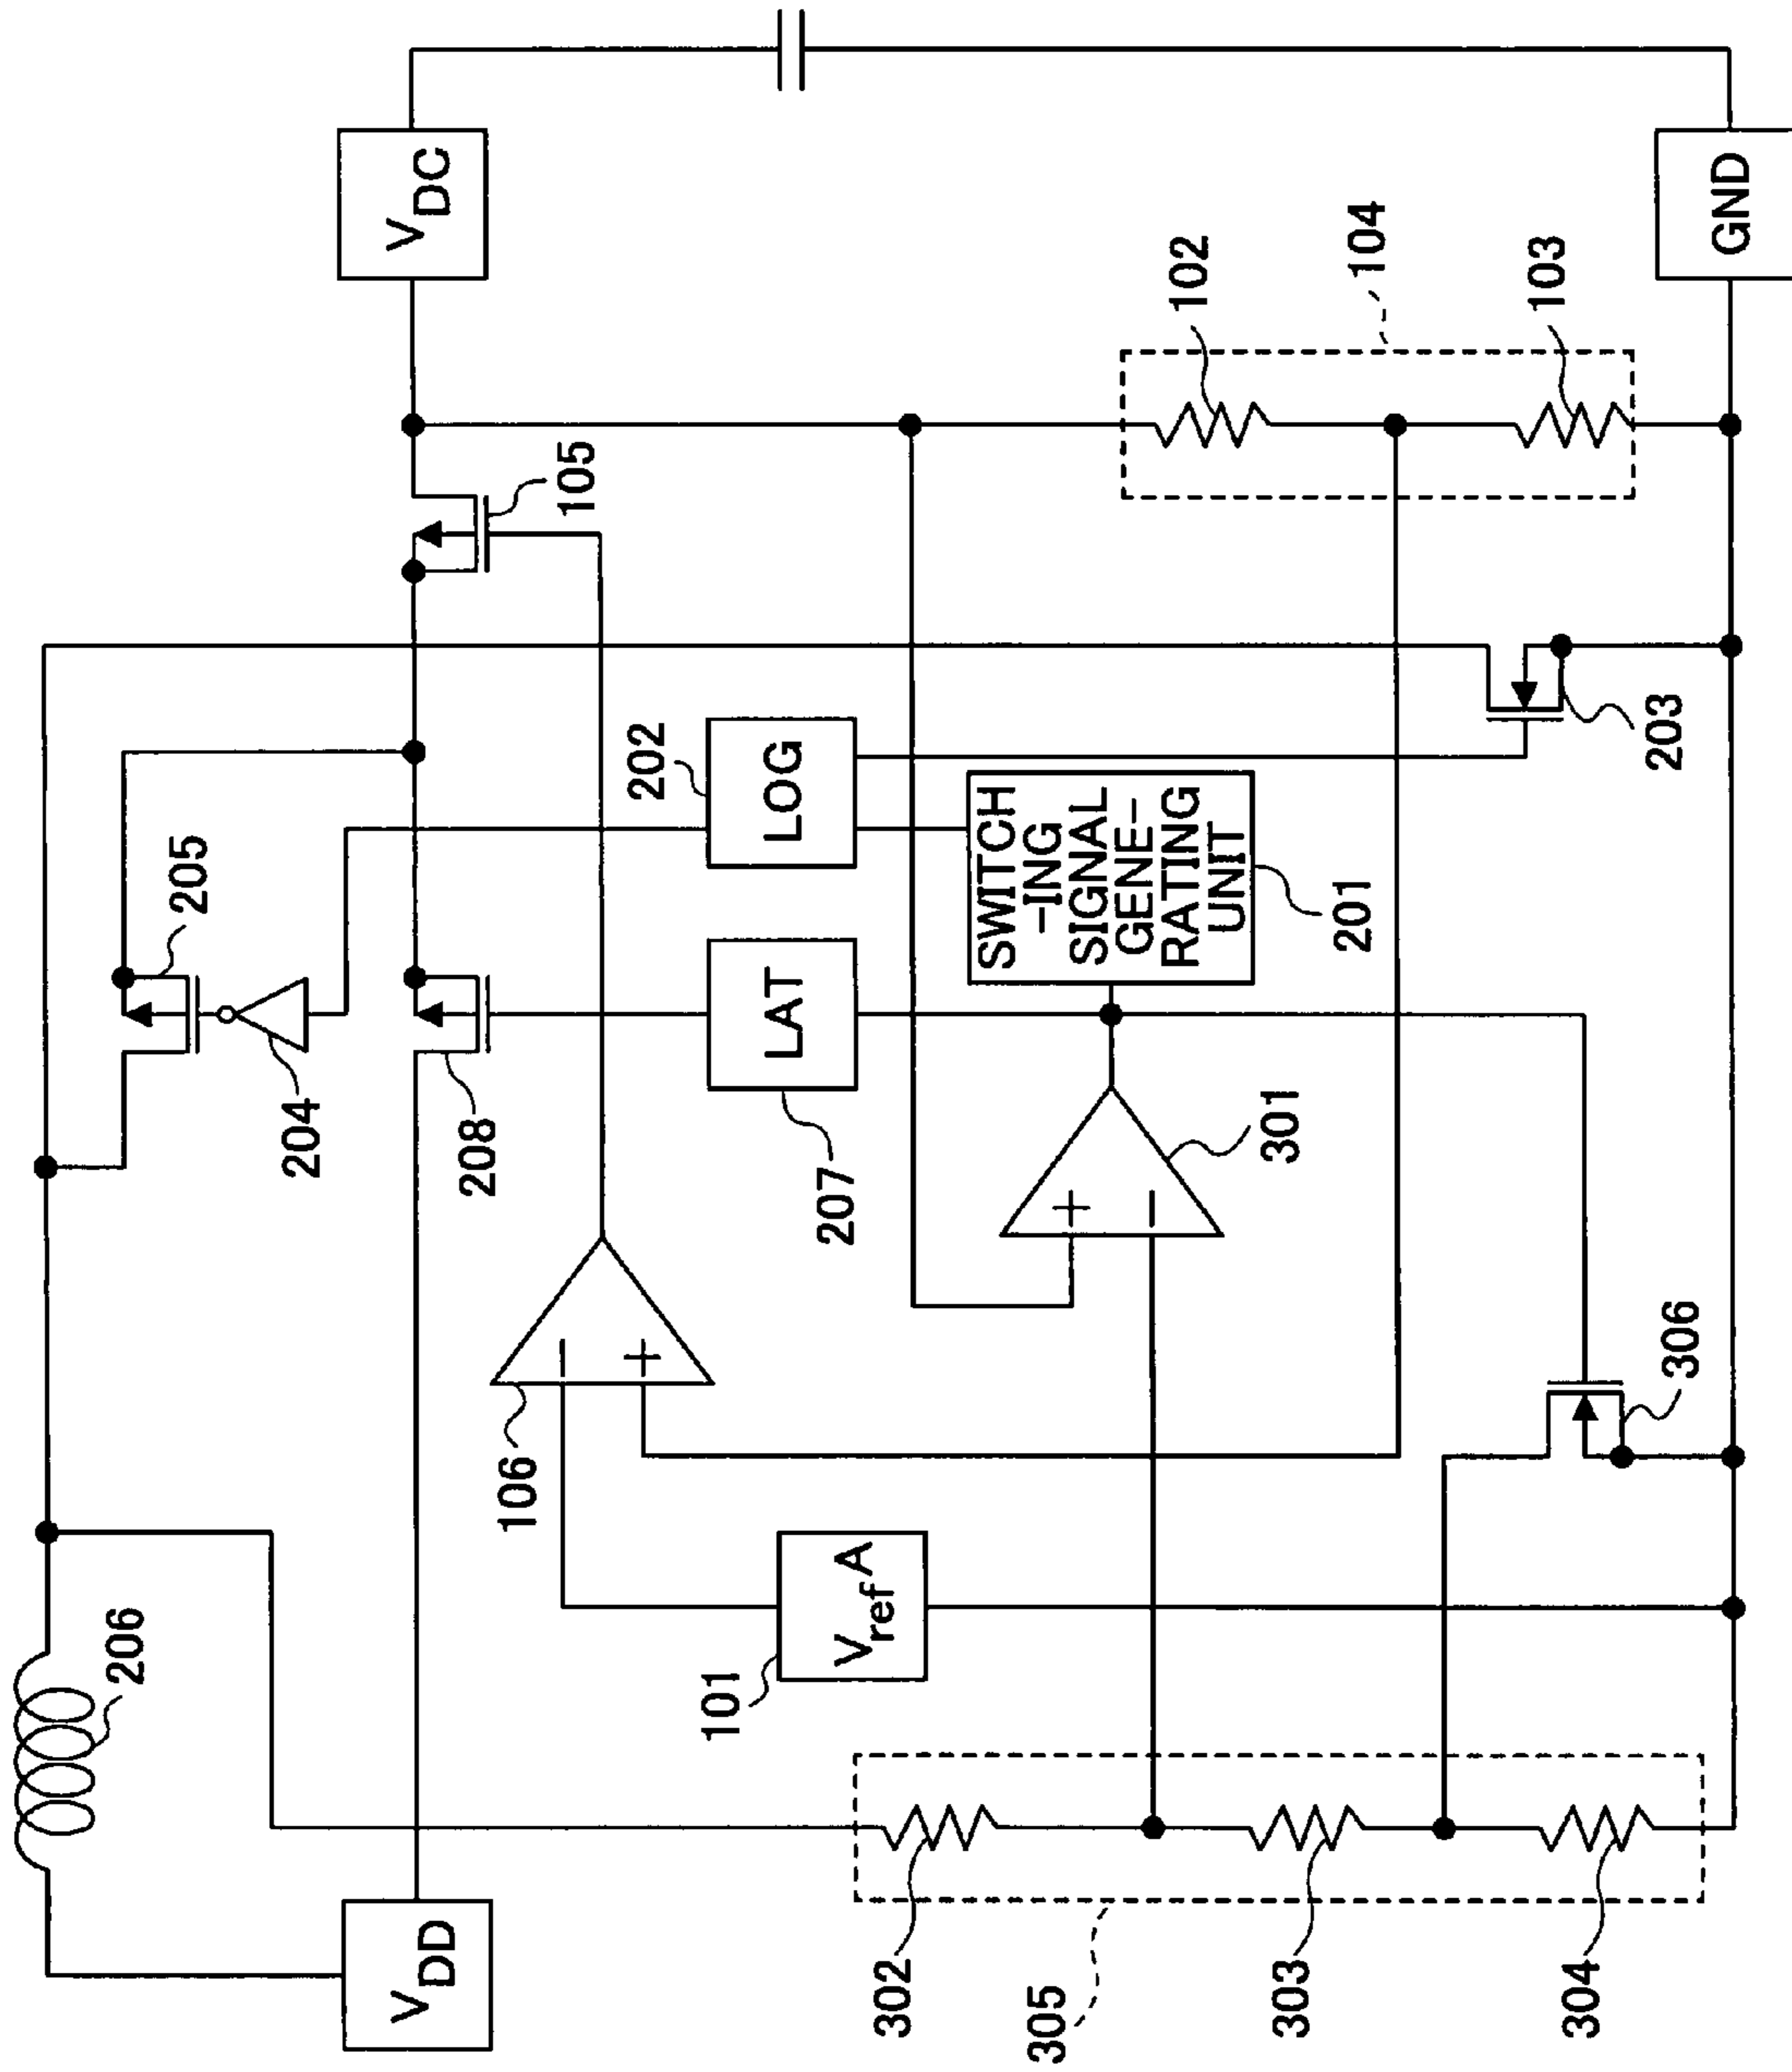 206
V_DD
205
204
208
105
V_DC
106
202
LOG
LAT
207
101
V_ref A
SWITCH
-ING
SIGNAL
GENE-
RATING
UNIT
201
301
102
104
103
302
305
303
304
306
203
GND